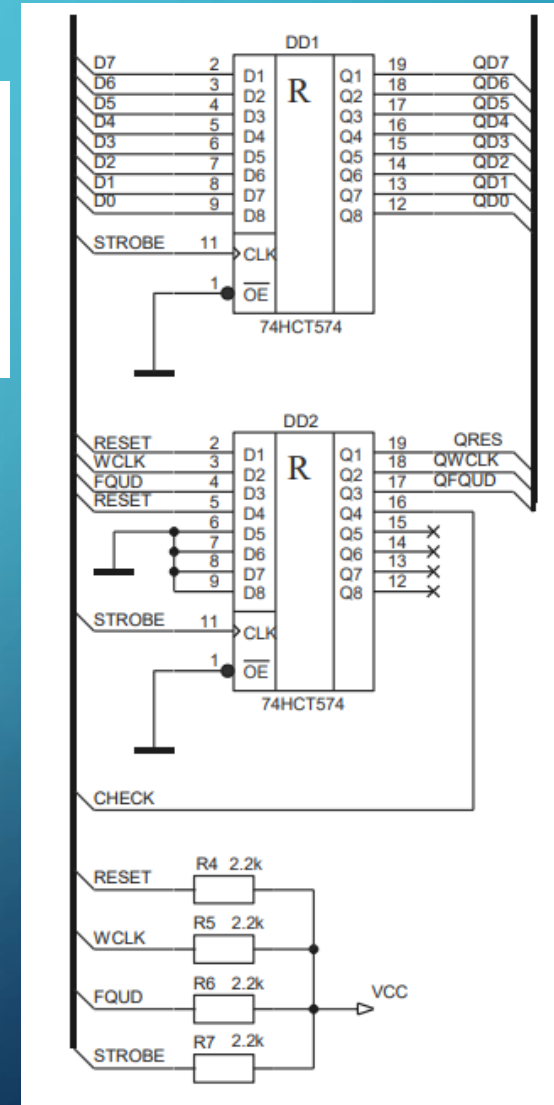 DD1
D7 2 D1 R Q1 19 QD7
D6 3 D2 Q2 18 QD6
D5 4 D3 Q3 17 QD5
D4 5 D4 Q4 16 QD4
D3 6 D5 Q5 15 QD3
D2 7 D6 Q6 14 QD2
D1 8 D7 Q7 13 QD1
D0 9 D8 Q8 12 QD0
STROBE 11 CLK
1 OE
74HCT574
DD2
RESET 2 D1 R Q1 19 QRES
WCLK 3 D2 Q2 18 QWCLK
FQUD 4 D3 Q3 17 QFQUD
RESET 5 D4 Q4 16
6 D5 Q5 15
7 D6 Q6 14
8 D7 Q7 13
9 D8 Q8 12
STROBE 11 CLK
1 OE
74HCT574
CHECK
RESET R4 2.2k
WCLK R5 2.2k
FQUD R6 2.2k VCC
STROBE R7 2.2k